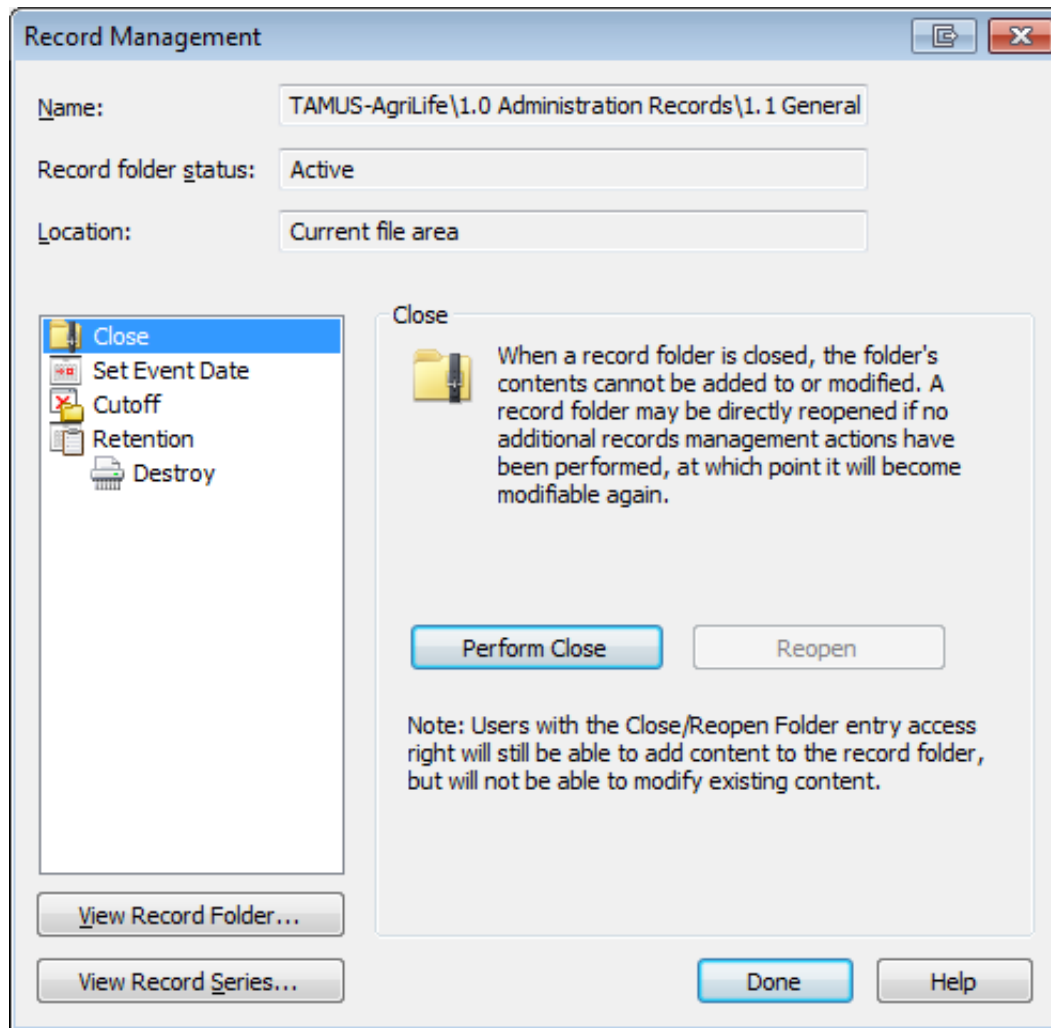 Record Management
Name:
TAMUS-AgriLife\1.0 Administration Records\1.1 General
Record folder status:
Active
Location:
Current file area
Close
Set Event Date
Cutoff
Retention
Destroy
Close
When a record folder is closed, the folder's
contents cannot be added to or modified. A
record folder may be directly reopened if no
additional records management actions have
been performed, at which point it will become
modifiable again.
Perform Close
Reopen
Note: Users with the Close/Reopen Folder entry access
right will still be able to add content to the record folder,
but will not be able to modify existing content.
View Record Folder...
View Record Series...
Done
Help